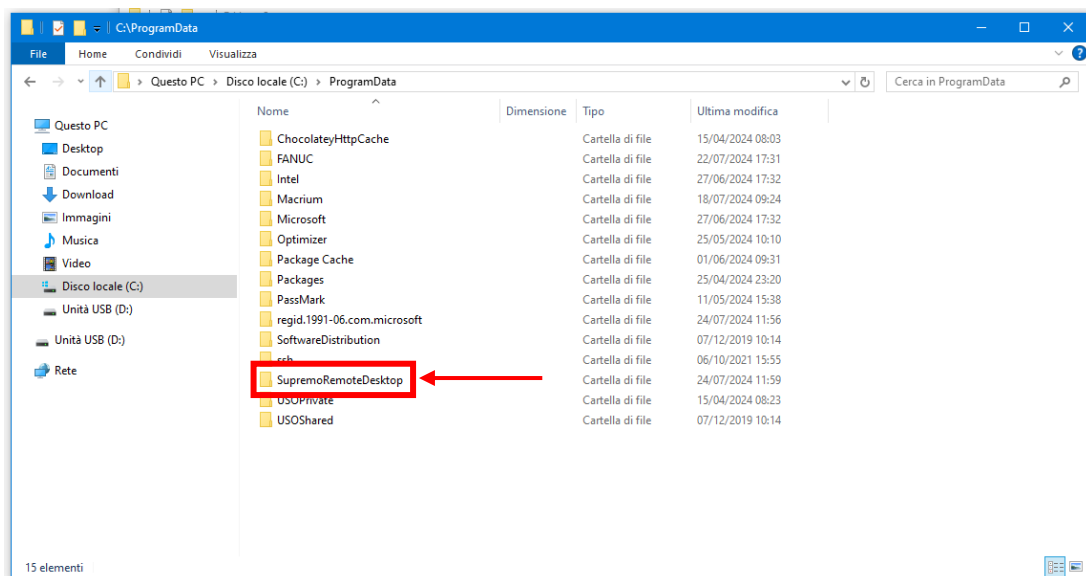 C:\ProgramData
File Home Condividi Visualizza
Questo PC Disco locale (C:) ProgramData Cerca in ProgramData
Nome Dimensione Tipo Ultima modifica
Questo PC
Desktop
Documenti
Download
Immagini
Musica
Video
Disco locale (C:)
Unità USB (D:)
Unità USB (D:)
Rete
ChocolateyHttpCache Cartella di file 15/04/2024 08:03
FANUC Cartella di file 22/07/2024 17:31
Intel Cartella di file 27/06/2024 17:32
Macrium Cartella di file 18/07/2024 09:24
Microsoft Cartella di file 27/06/2024 17:32
Optimizer Cartella di file 25/05/2024 10:10
Package Cache Cartella di file 01/06/2024 09:31
Packages Cartella di file 25/04/2024 23:20
PassMark Cartella di file 11/05/2024 15:38
regid.1991-06.com.microsoft Cartella di file 24/07/2024 11:56
SoftwareDistribution Cartella di file 07/12/2019 10:14
ssh Cartella di file 06/10/2021 15:55
SupremoRemoteDesktop Cartella di file 24/07/2024 11:59
USOPrivate Cartella di file 15/04/2024 08:23
USOShared Cartella di file 07/12/2019 10:14
15 elementi